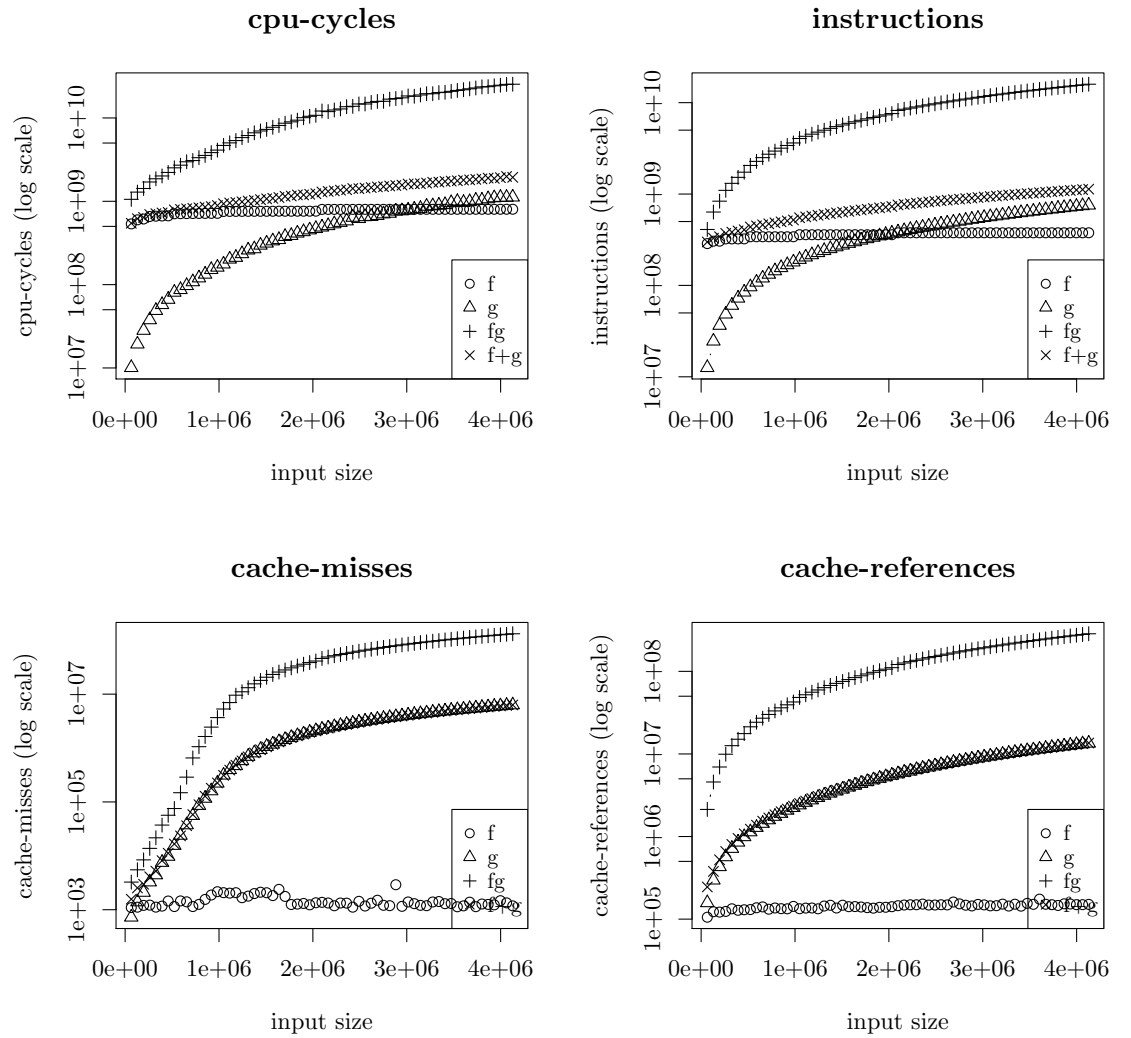 cpu-cycles
cpu-cycles (log scale)
1e+10
1e+09
1e+08
1e+07
0e+00 1e+06 2e+06 3e+06 4e+06
input size
f
g
fg
f+g
instructions
instructions (log scale)
1e+10
1e+09
1e+08
1e+07
0e+00 1e+06 2e+06 3e+06 4e+06
input size
f
g
fg
f+g
cache-misses
cache-misses (log scale)
1e+07
1e+05
1e+03
0e+00 1e+06 2e+06 3e+06 4e+06
input size
f
g
fg
cache-references
cache-references (log scale)
1e+08
1e+07
1e+06
1e+05
0e+00 1e+06 2e+06 3e+06 4e+06
input size
f
g
fg